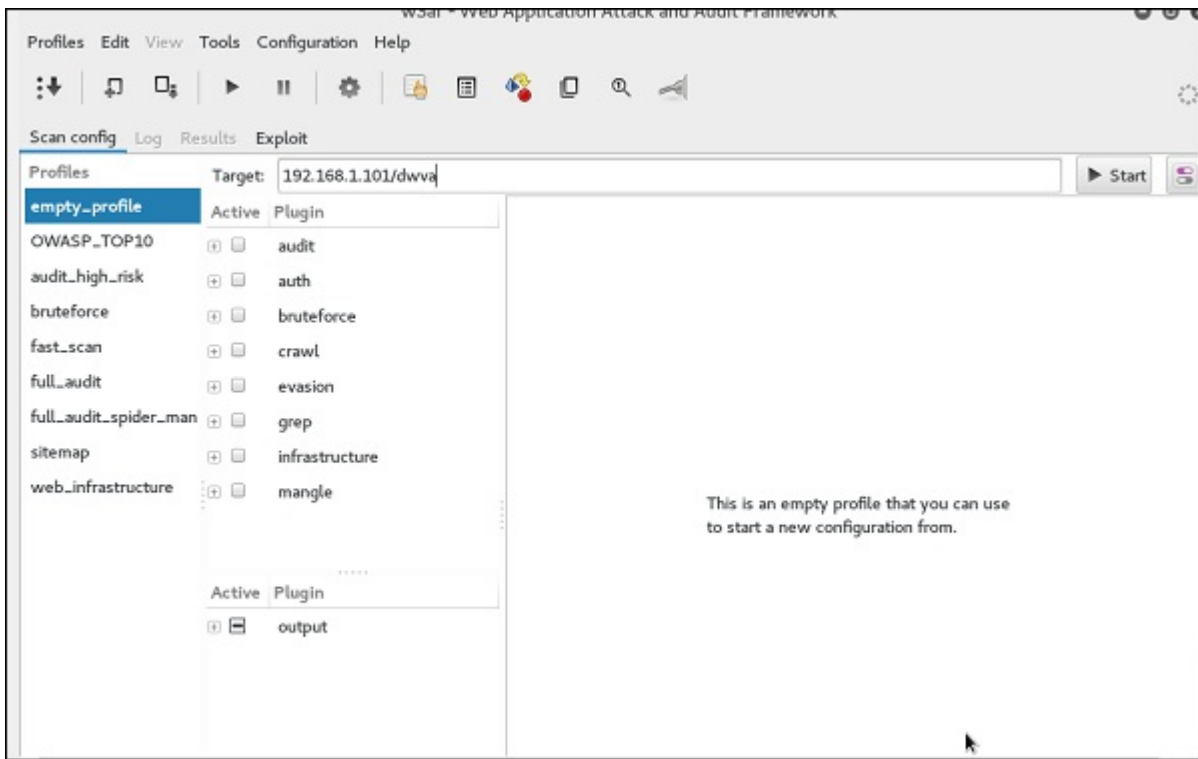 w3af - Web Application Attack and Audit Framework
Profiles Edit View Tools Configuration Help
Scan config Log Results Exploit
Profiles
empty_profile
OWASP_TOP10
audit_high_risk
bruteforce
fast_scan
full_audit
full_audit_spider_man
sitemap
web_infrastructure
Target: 192.168.1.101/dwva Start
Active Plugin
audit
auth
bruteforce
crawl
evasion
grep
infrastructure
mangle
Active Plugin
output
This is an empty profile that you can use
to start a new configuration from.